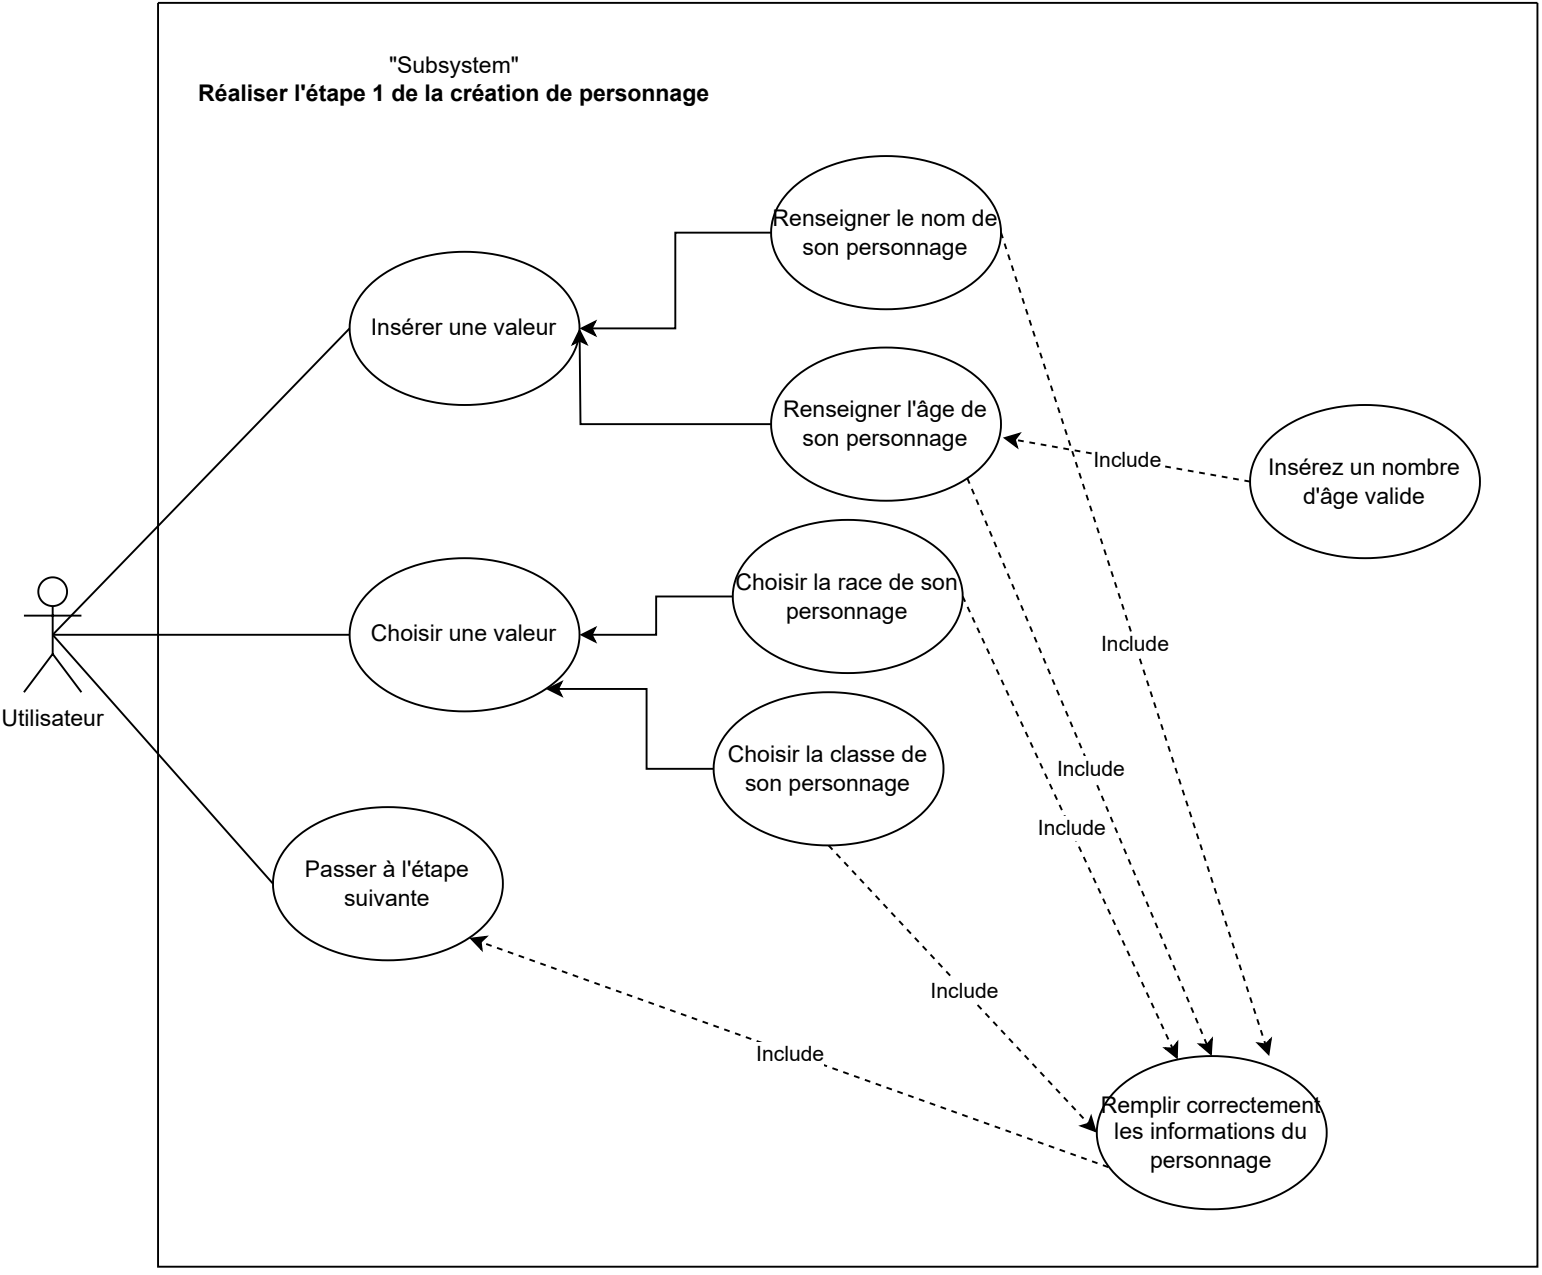 "Subsystem"
Réaliser l'étape 1 de la création de personnage
Renseigner le nom de
son personnage
Insérer une valeur
Renseigner l'âge de
son personnage
Include
Insérez un nombre
d'âge valide
Choisir la race de son
personnage
Choisir une valeur
Include
Utilisateur
Choisir la classe de
son personnage
Include
Include
Passer à l'étape
suivante
Include
Include
Remplir correctement
les informations du
personnage